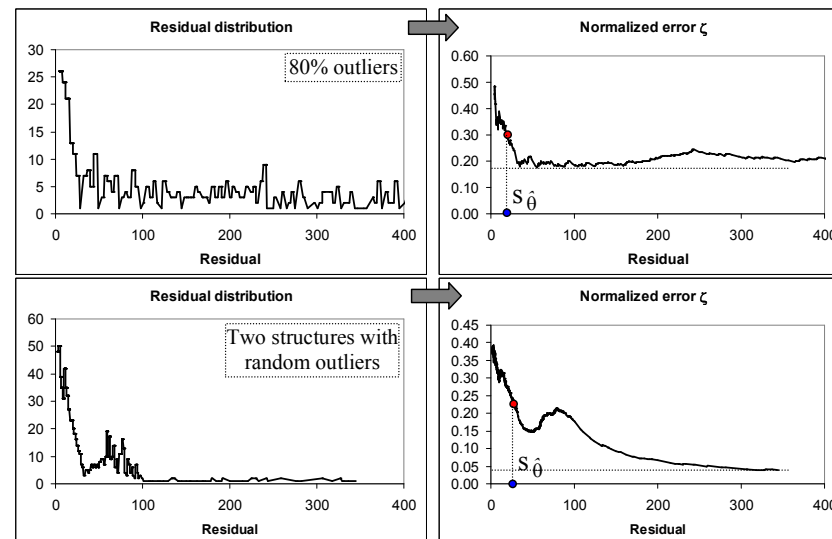 Residual distribution
80% outliers
30
25
20
15
10
5
0
0 100 200 300 400
Residual
Normalized error ζ
0.60
0.50
0.40
0.30
0.20
0.10
0.00
S θ̂
0 100 200 300 400
Residual
Residual distribution
Two structures with
random outliers
60
50
40
30
20
10
0
0 100 200 300 400
Residual
Normalized error ζ
0.45
0.40
0.35
0.30
0.25
0.20
0.15
0.10
0.05
0.00
S θ̂
0 100 200 300 400
Residual